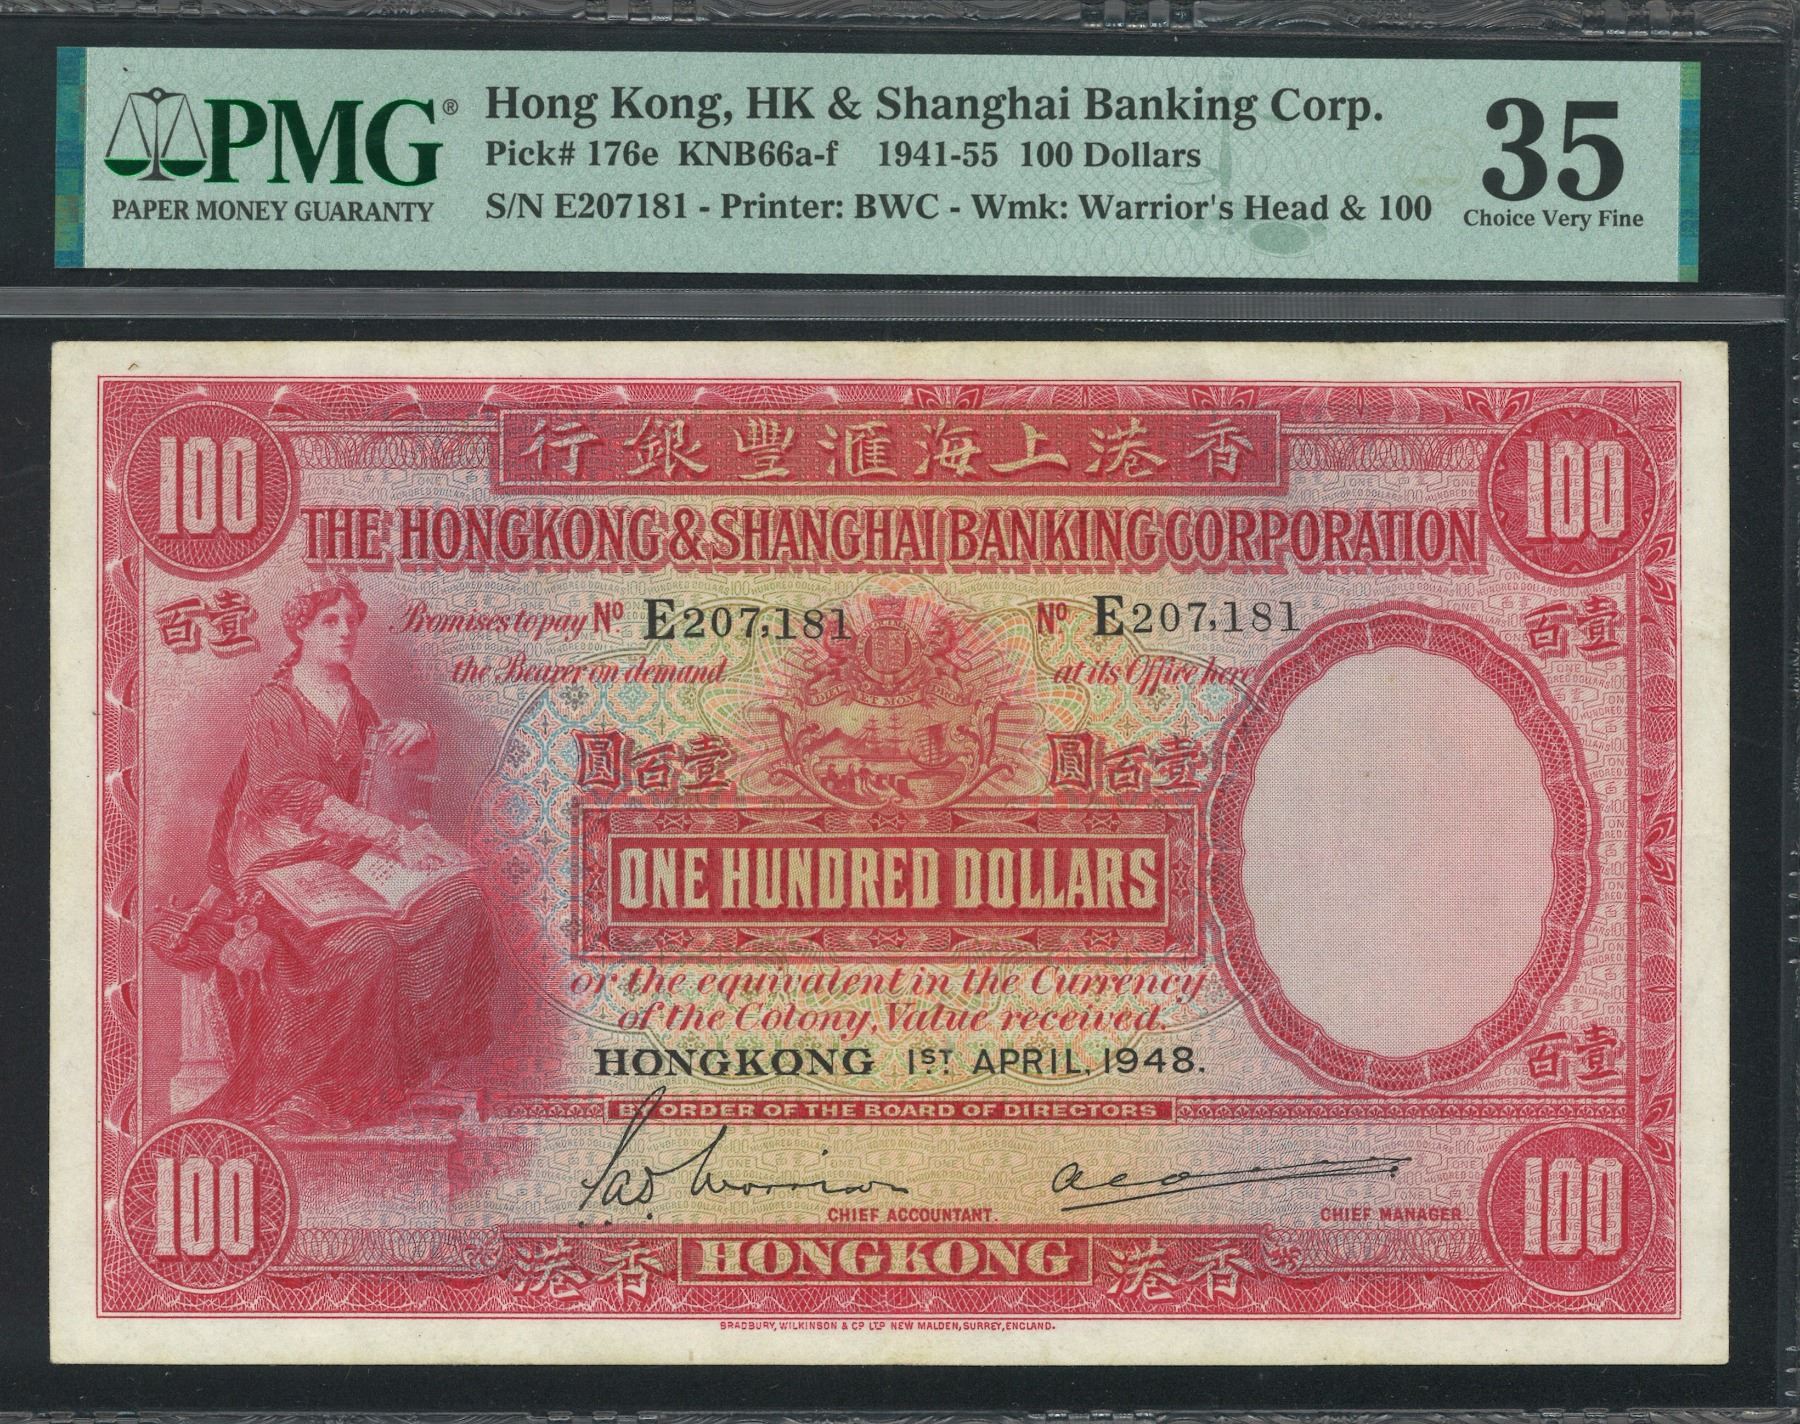 PMG®
PAPER MONEY GUARANTY
Hong Kong, HK & Shanghai Banking Corp.
Pick# 176e KNB66a-f 1941-55 100 Dollars
S/N E207181 - Printer: BWC - Wmk: Warrior's Head & 100
35
Choice Very Fine
行銀豐滙海上港香
100
100
THE HONGKONG & SHANGHAI BANKING CORPORATION
百壹
百壹
Promises to pay Nº E207,181
Nº E207,181
the Bearer on demand
at its Office here
圓百壹
圓百壹
ONE HUNDRED DOLLARS
or the equivalent in the Currency
of the Colony, Value received.
百壹
HONGKONG 1ST APRIL, 1948.
BY ORDER OF THE BOARD OF DIRECTORS
100
100
CHIEF ACCOUNTANT.
CHIEF MANAGER
港香 HONGKONG 港香
BRADBURY, WILKINSON & Cº LTD NEW MALDEN, SURREY, ENGLAND.